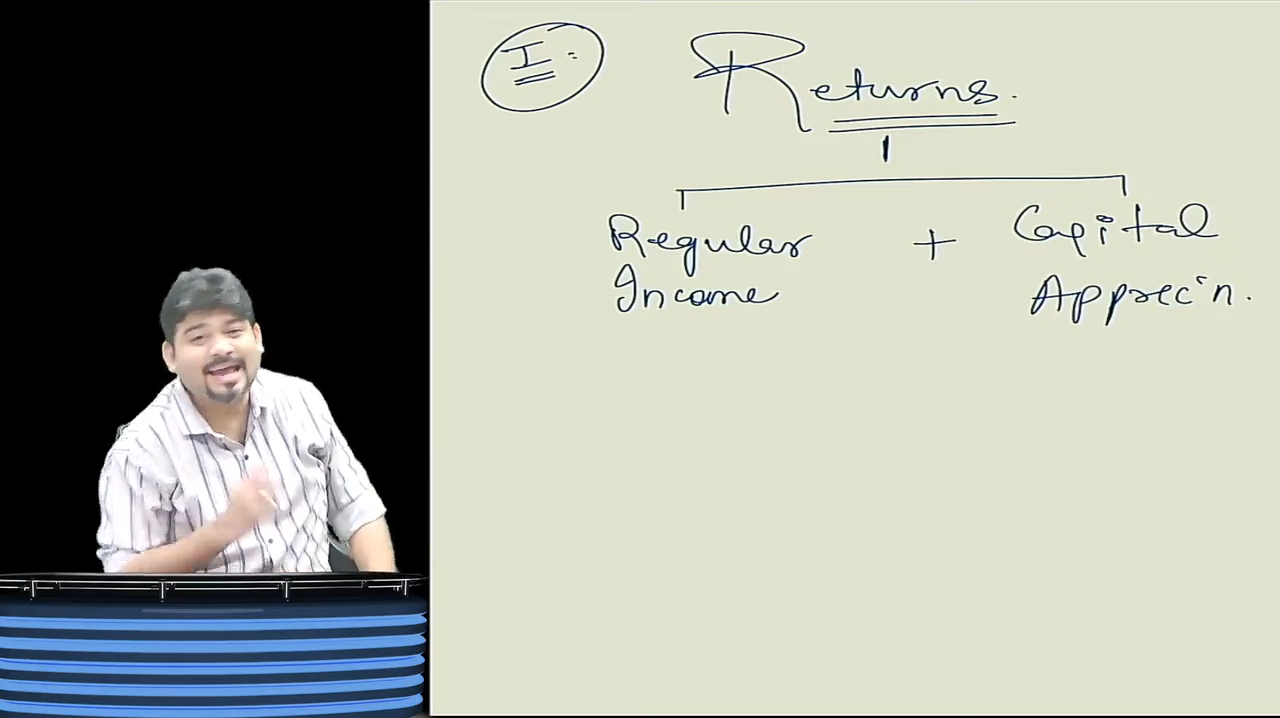 I:
Returns.
Regular + Capital
Income Apprec'n.